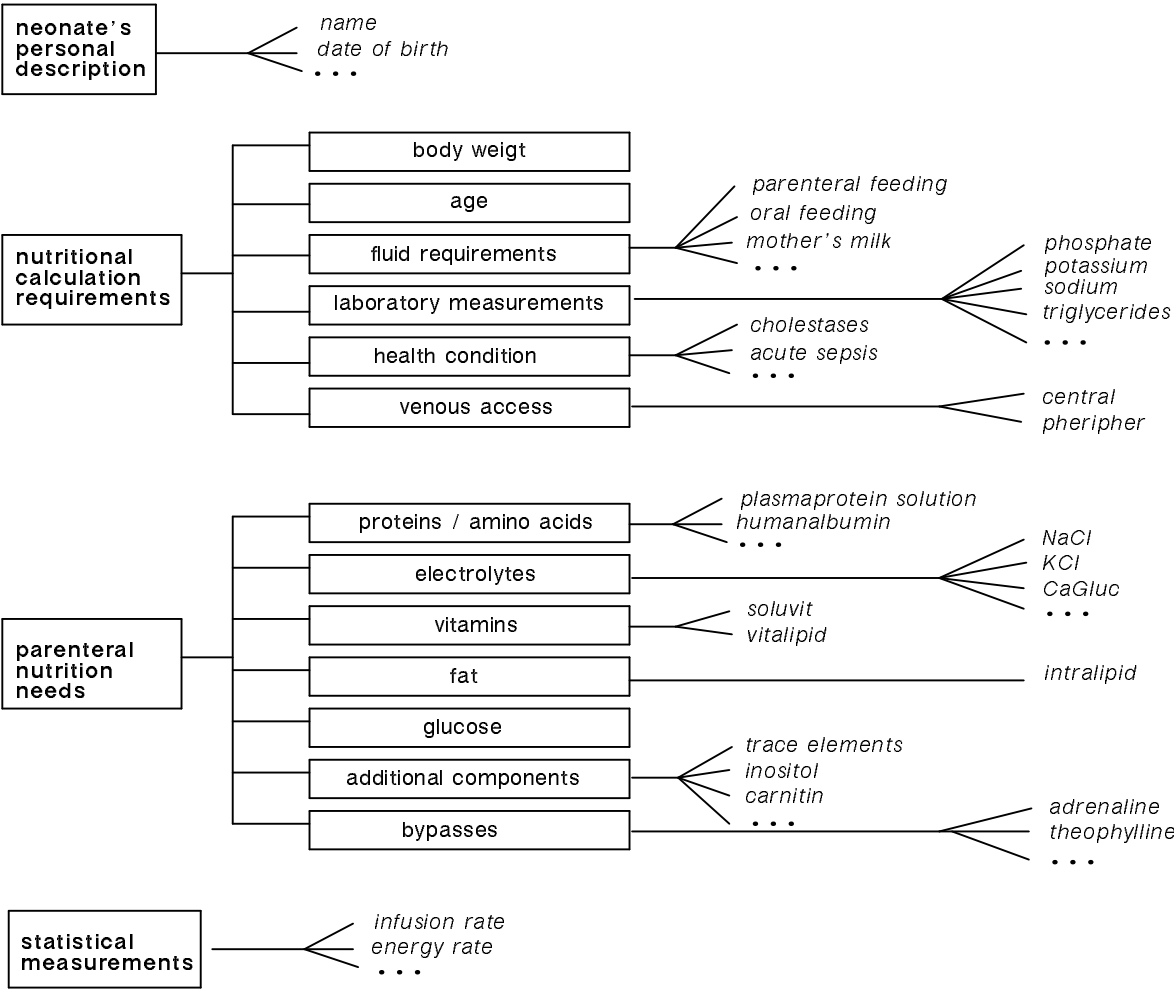 neonate's
personal
description
name
date of birth
. . .
nutritional
calculation
requirements
body weigt
age
fluid requirements
parenteral feeding
oral feeding
mother's milk
. . .
laboratory measurements
phosphate
potassium
sodium
triglycerides
. . .
health condition
cholestases
acute sepsis
. . .
venous access
central
pheripher
parenteral
nutrition
needs
proteins / amino acids
plasmaprotein solution
humanalbumin
. . .
electrolytes
NaCl
KCl
CaGluc
. . .
vitamins
soluvit
vitalipid
fat
intralipid
glucose
additional components
trace elements
inositol
carnitin
. . .
bypasses
adrenaline
theophylline
. . .
statistical
measurements
infusion rate
energy rate
. . .